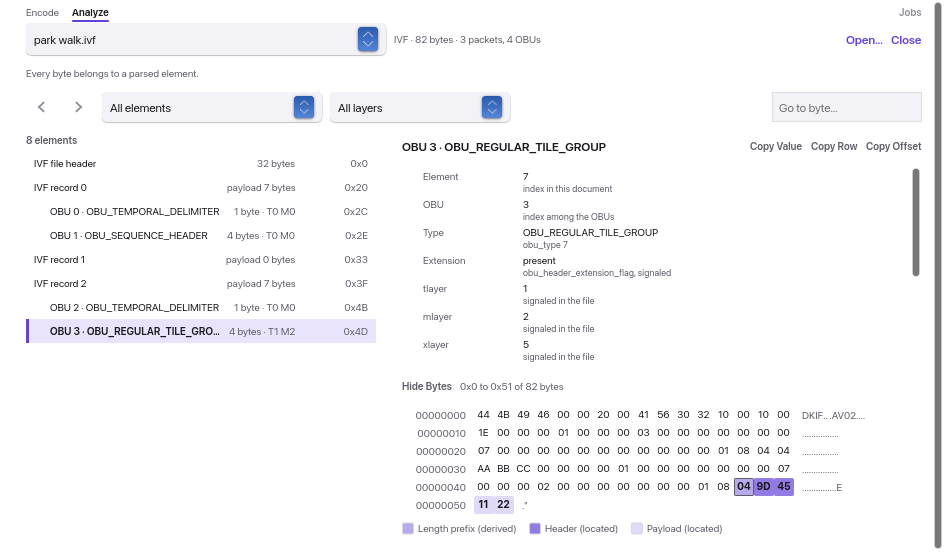 Encode Analyze Jobs
park walk.ivf IVF · 82 bytes · 3 packets, 4 OBUs Open... Close
Every byte belongs to a parsed element.
All elements All layers Go to byte...
8 elements
IVF file header 32 bytes 0x0
IVF record 0 payload 7 bytes 0x20
OBU 0 · OBU_TEMPORAL_DELIMITER 1 byte · T0 M0 0x2C
OBU 1 · OBU_SEQUENCE_HEADER 4 bytes · T0 M0 0x2E
IVF record 1 payload 0 bytes 0x33
IVF record 2 payload 7 bytes 0x3F
OBU 2 · OBU_TEMPORAL_DELIMITER 1 byte · T0 M0 0x4B
OBU 3 · OBU_REGULAR_TILE_GRO... 4 bytes · T1 M2 0x4D
OBU 3 · OBU_REGULAR_TILE_GROUP Copy Value Copy Row Copy Offset
Element 7
index in this document
OBU 3
index among the OBUs
Type OBU_REGULAR_TILE_GROUP
obu_type 7
Extension present
obu_header_extension_flag, signaled
tlayer 1
signaled in the file
mlayer 2
signaled in the file
xlayer 5
signaled in the file
Hide Bytes 0x0 to 0x51 of 82 bytes
00000000 44 4B 49 46 00 00 20 00 41 56 30 32 10 00 10 00 DKIF.. .AV02....
00000010 1E 00 00 00 01 00 00 00 03 00 00 00 00 00 00 00 ................
00000020 07 00 00 00 00 00 00 00 00 00 00 00 01 08 04 04 ................
00000030 AA BB CC 00 00 00 00 01 00 00 00 00 00 00 00 07 ................
00000040 00 00 00 02 00 00 00 00 00 00 00 01 08 04 9D 45 ...............E
00000050 11 22 ."
Length prefix (derived) Header (located) Payload (located)